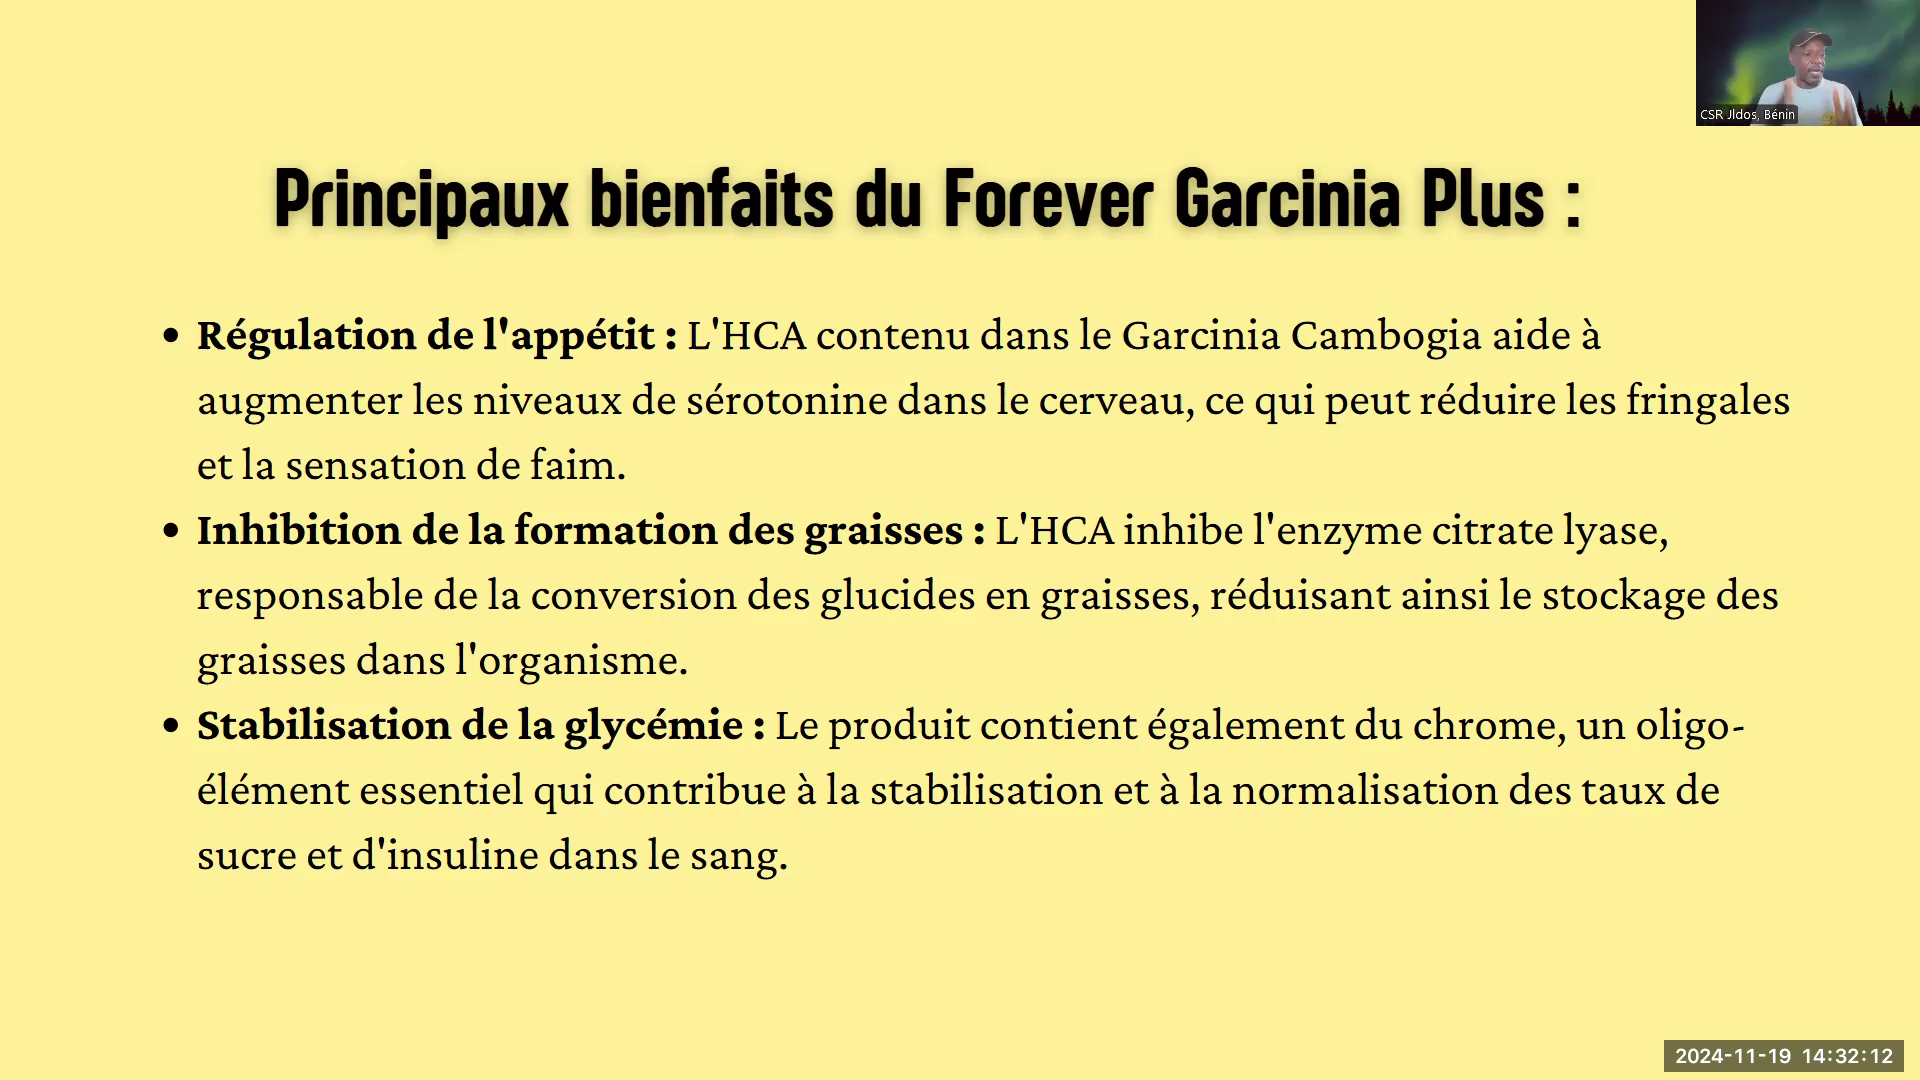 CSR Jldos, Bénin
Principaux bienfaits du Forever Garcinia Plus :
• Régulation de l'appétit : L'HCA contenu dans le Garcinia Cambogia aide à
augmenter les niveaux de sérotonine dans le cerveau, ce qui peut réduire les fringales
et la sensation de faim.
• Inhibition de la formation des graisses : L'HCA inhibe l'enzyme citrate lyase,
responsable de la conversion des glucides en graisses, réduisant ainsi le stockage des
graisses dans l'organisme.
• Stabilisation de la glycémie : Le produit contient également du chrome, un oligo-
élément essentiel qui contribue à la stabilisation et à la normalisation des taux de
sucre et d'insuline dans le sang.
2024-11-19 14:32:12